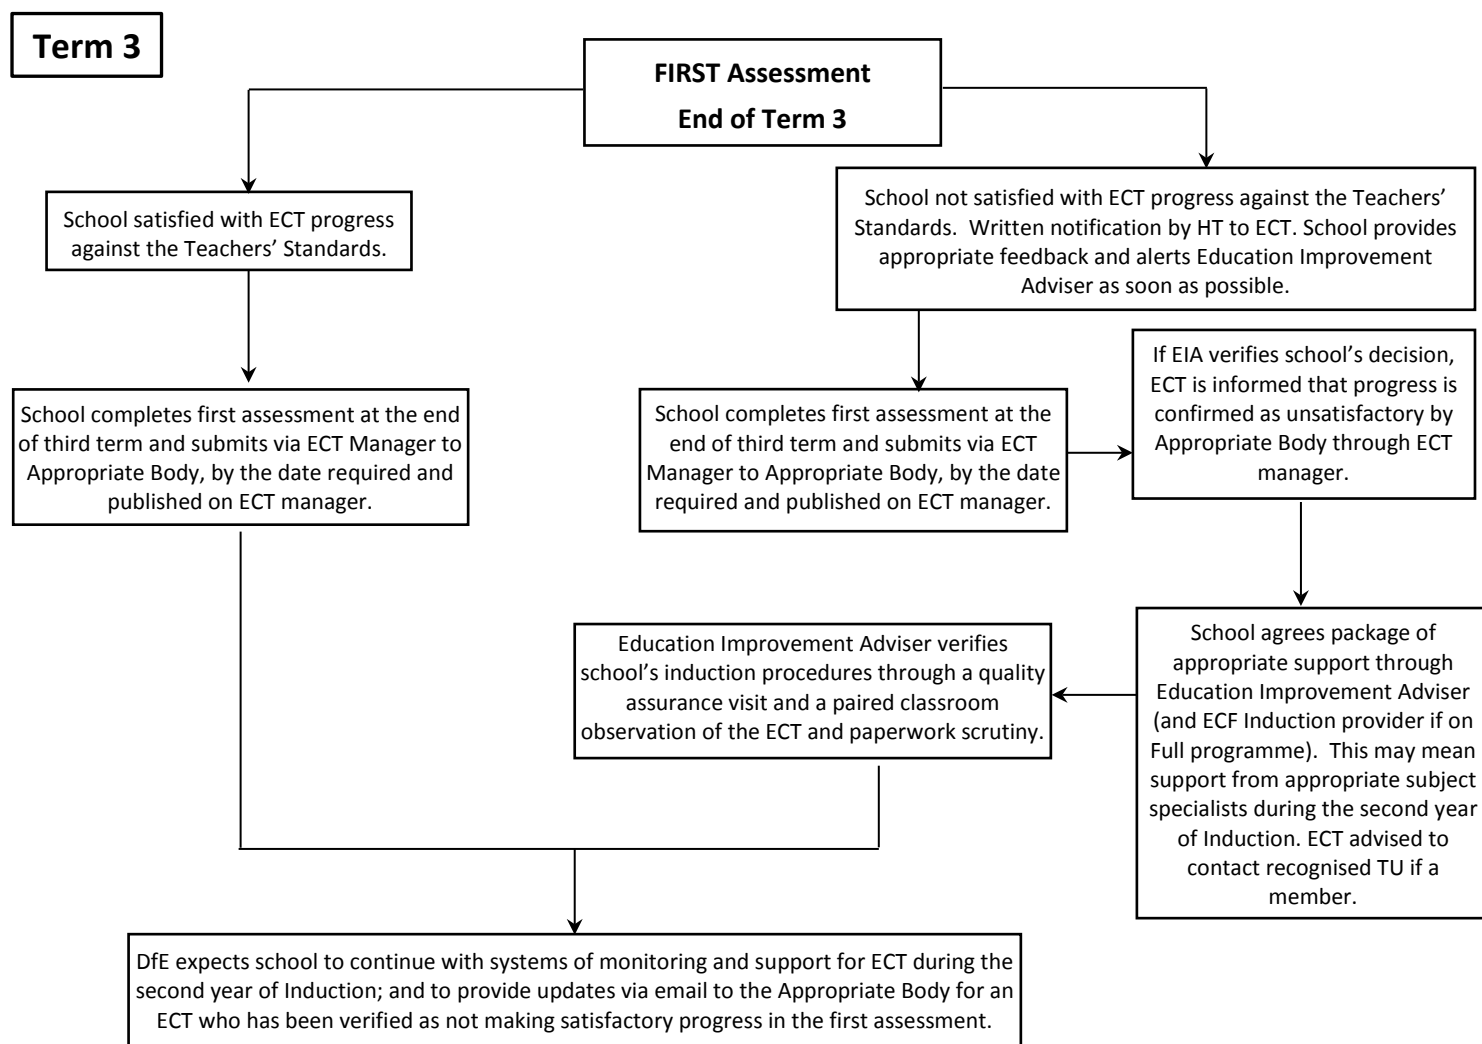 Term 3
FIRST Assessment
End of Term 3
School satisfied with ECT progress
against the Teachers’ Standards.
School not satisfied with ECT progress against the Teachers’
Standards.  Written notification by HT to ECT. School provides
appropriate feedback and alerts Education Improvement
Adviser as soon as possible.
School completes first assessment at the end
of third term and submits via ECT Manager to
Appropriate Body, by the date required and
published on ECT manager.
School completes first assessment at the
end of third term and submits via ECT
Manager to Appropriate Body, by the date
required and published on ECT manager.
If EIA verifies school’s decision,
ECT is informed that progress is
confirmed as unsatisfactory by
Appropriate Body through ECT
manager.
School agrees package of
appropriate support through
Education Improvement Adviser
(and ECF Induction provider if on
Full programme).  This may mean
support from appropriate subject
specialists during the second year
of Induction. ECT advised to
contact recognised TU if a
member.
Education Improvement Adviser verifies
school’s induction procedures through a quality
assurance visit and a paired classroom
observation of the ECT and paperwork scrutiny.
DfE expects school to continue with systems of monitoring and support for ECT during the
second year of Induction; and to provide updates via email to the Appropriate Body for an
ECT who has been verified as not making satisfactory progress in the first assessment.